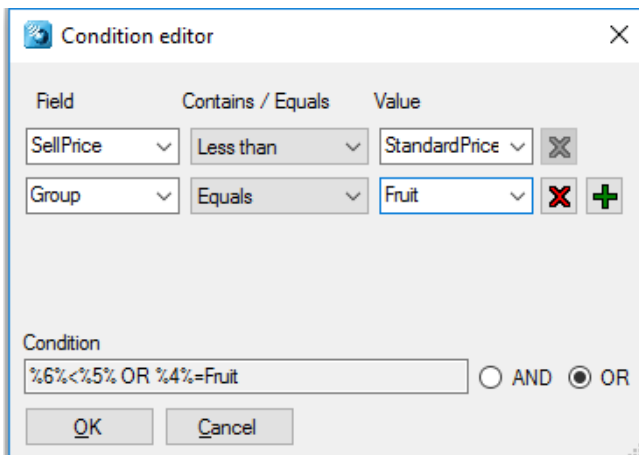 Condition editor
Field Contains / Equals Value
SellPrice Less than StandardPrice
Group Equals Fruit
Condition
%6%<%5% OR %4%=Fruit AND OR
OK Cancel